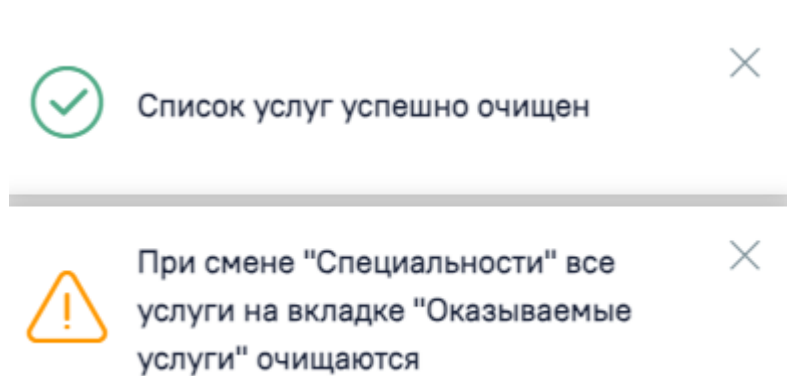 Список услуг успешно очищен
При смене "Специальности" все
услуги на вкладке "Оказываемые
услуги" очищаются